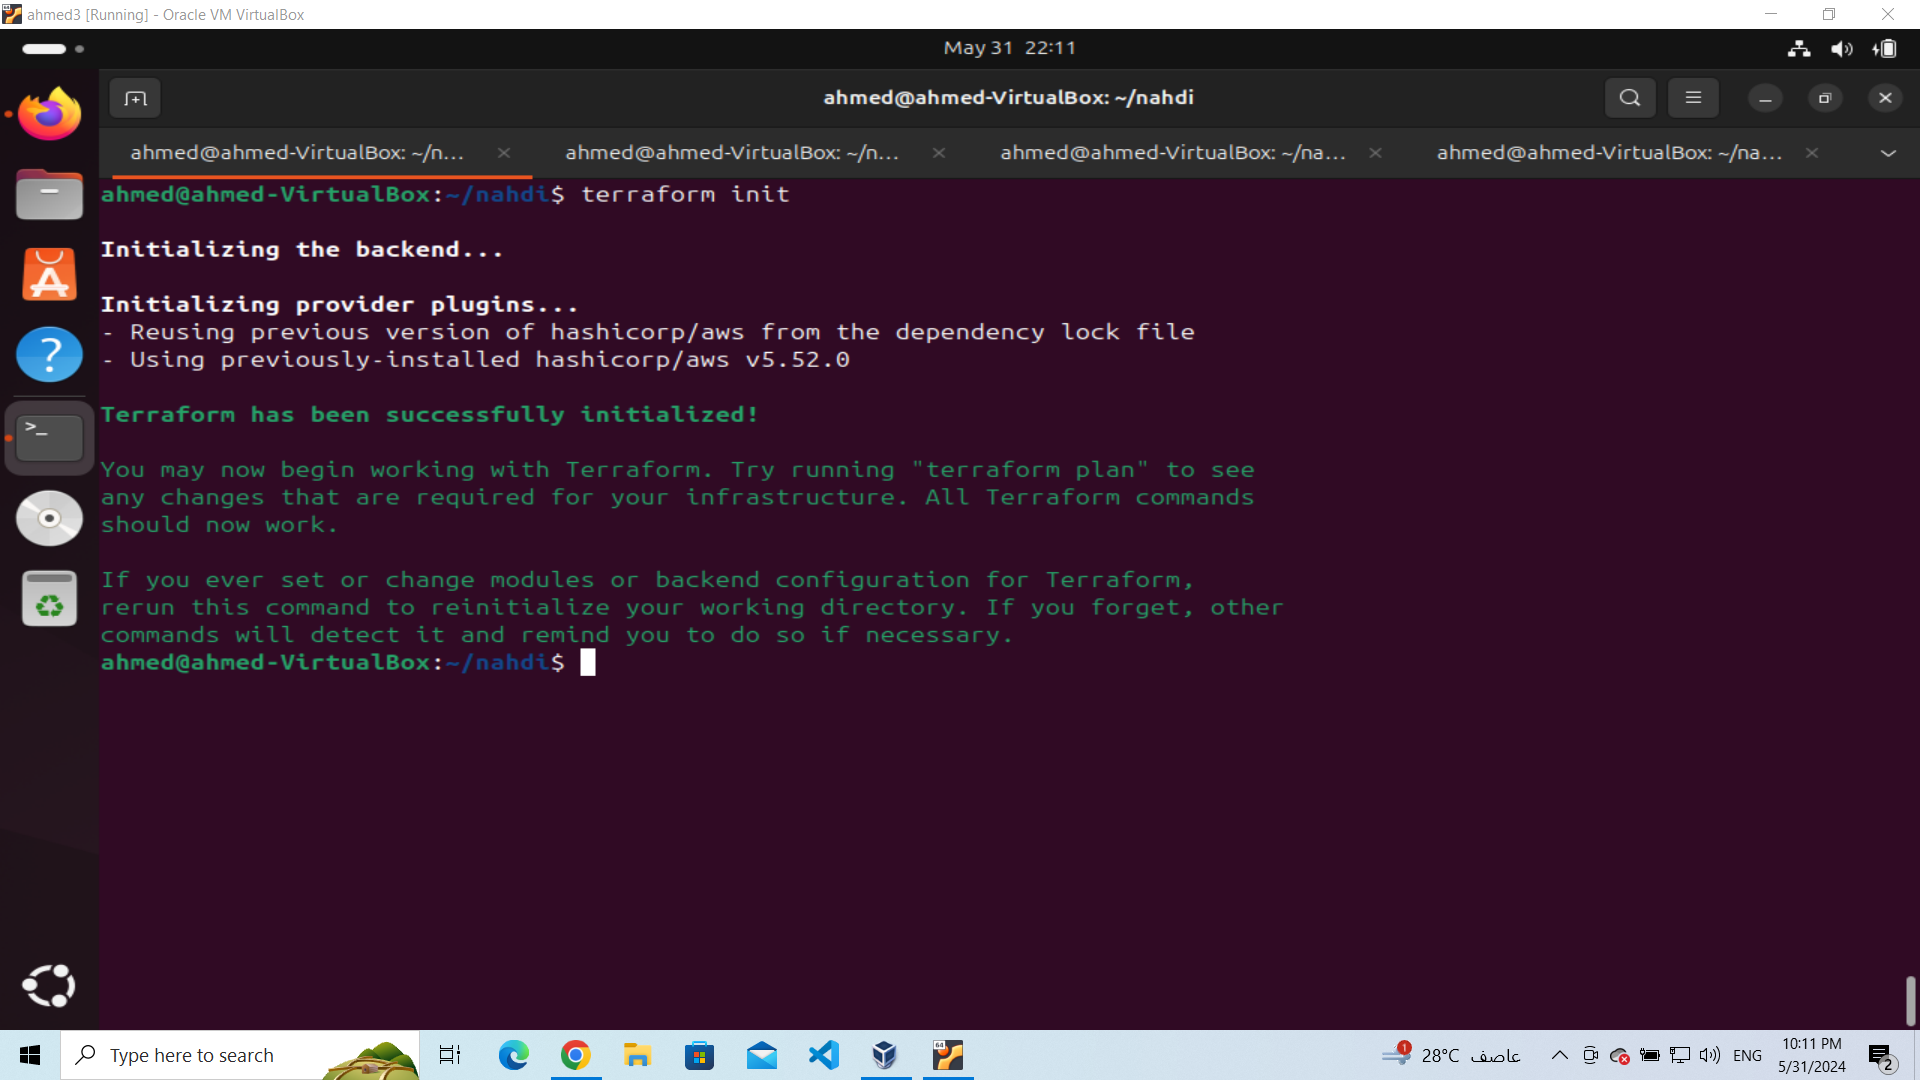 ahmed3 [Running] - Oracle VM VirtualBox
May 31 22:11
ahmed@ahmed-VirtualBox: ~/nahdi
ahmed@ahmed-VirtualBox: ~/n... ahmed@ahmed-VirtualBox: ~/n... ahmed@ahmed-VirtualBox: ~/na... ahmed@ahmed-VirtualBox: ~/na...
ahmed@ahmed-VirtualBox:~/nahdi$ terraform init
Initializing the backend...
Initializing provider plugins...
- Reusing previous version of hashicorp/aws from the dependency lock file
- Using previously-installed hashicorp/aws v5.52.0
Terraform has been successfully initialized!
You may now begin working with Terraform. Try running "terraform plan" to see
any changes that are required for your infrastructure. All Terraform commands
should now work.
If you ever set or change modules or backend configuration for Terraform,
rerun this command to reinitialize your working directory. If you forget, other
commands will detect it and remind you to do so if necessary.
ahmed@ahmed-VirtualBox:~/nahdi$
Type here to search
1
28°C عاصف
ENG
10:11 PM
5/31/2024
2
64